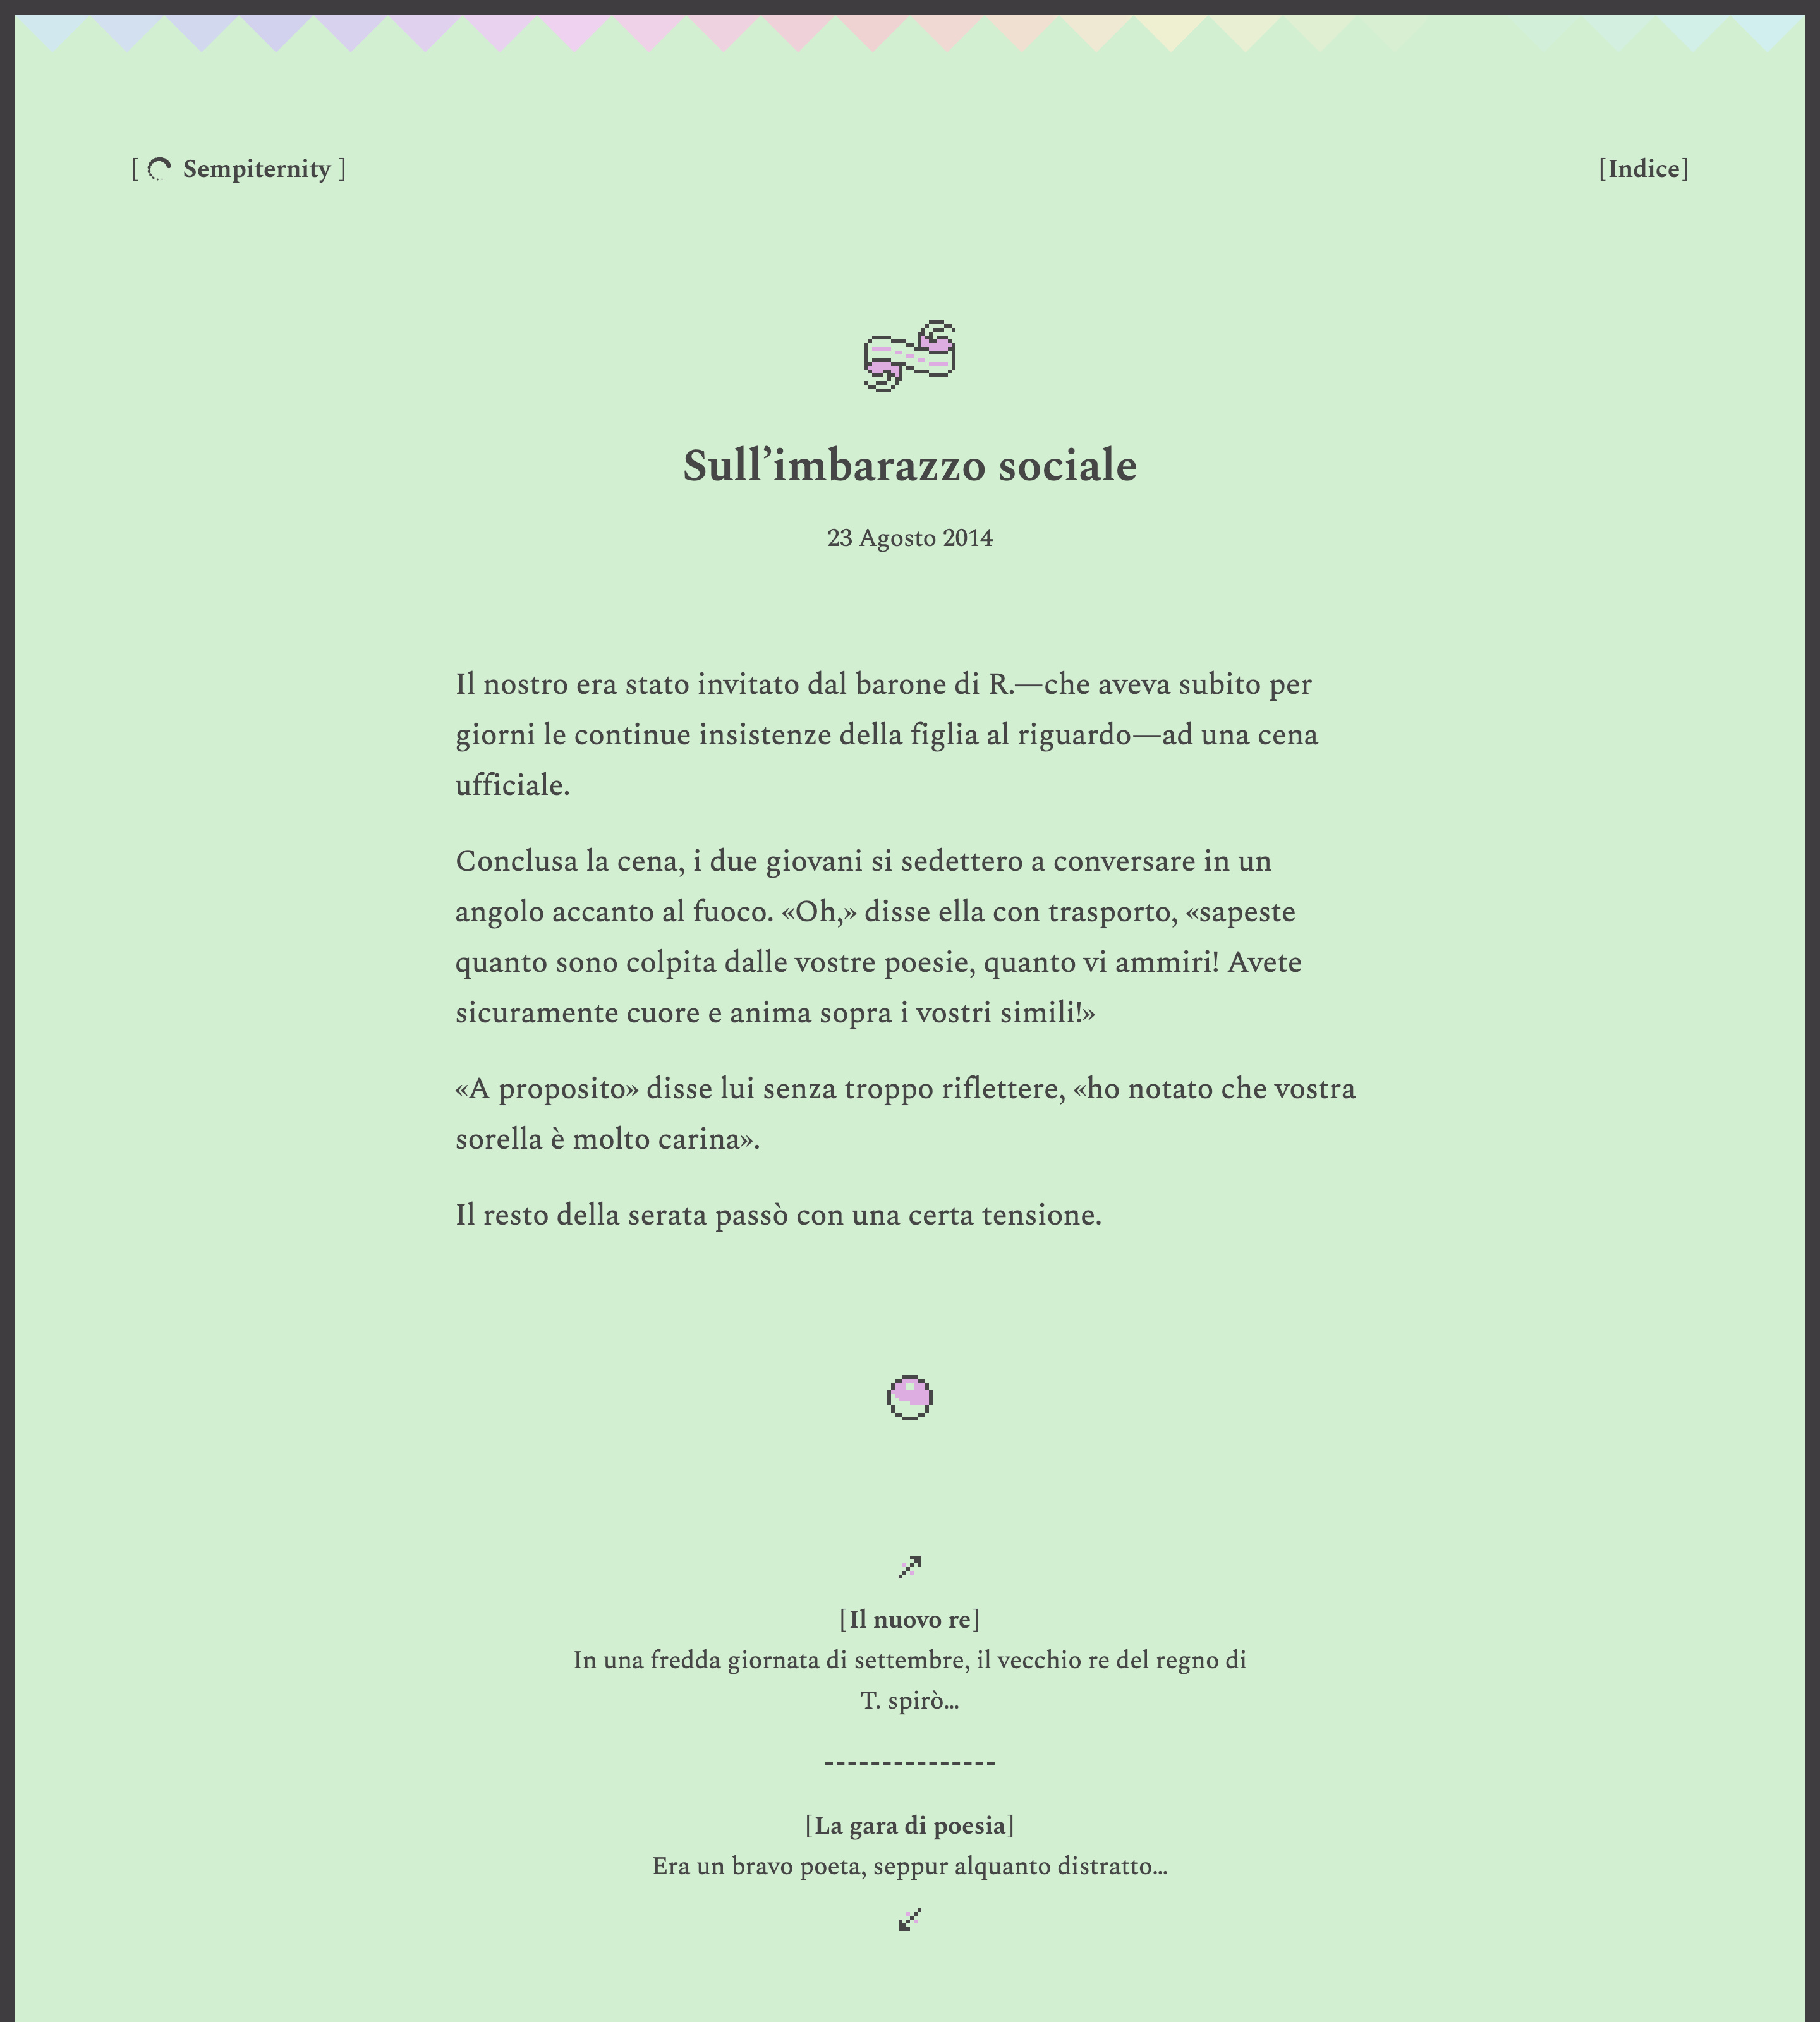 [ Sempiternity ]
[Indice]
Sull’imbarazzo sociale
23 Agosto 2014
Il nostro era stato invitato dal barone di R.—che aveva subito per
giorni le continue insistenze della figlia al riguardo—ad una cena
ufficiale.
Conclusa la cena, i due giovani si sedettero a conversare in un
angolo accanto al fuoco. «Oh,» disse ella con trasporto, «sapeste
quanto sono colpita dalle vostre poesie, quanto vi ammiri! Avete
sicuramente cuore e anima sopra i vostri simili!»
«A proposito» disse lui senza troppo riflettere, «ho notato che vostra
sorella è molto carina».
Il resto della serata passò con una certa tensione.
[Il nuovo re]
In una fredda giornata di settembre, il vecchio re del regno di
T. spirò…
[La gara di poesia]
Era un bravo poeta, seppur alquanto distratto…